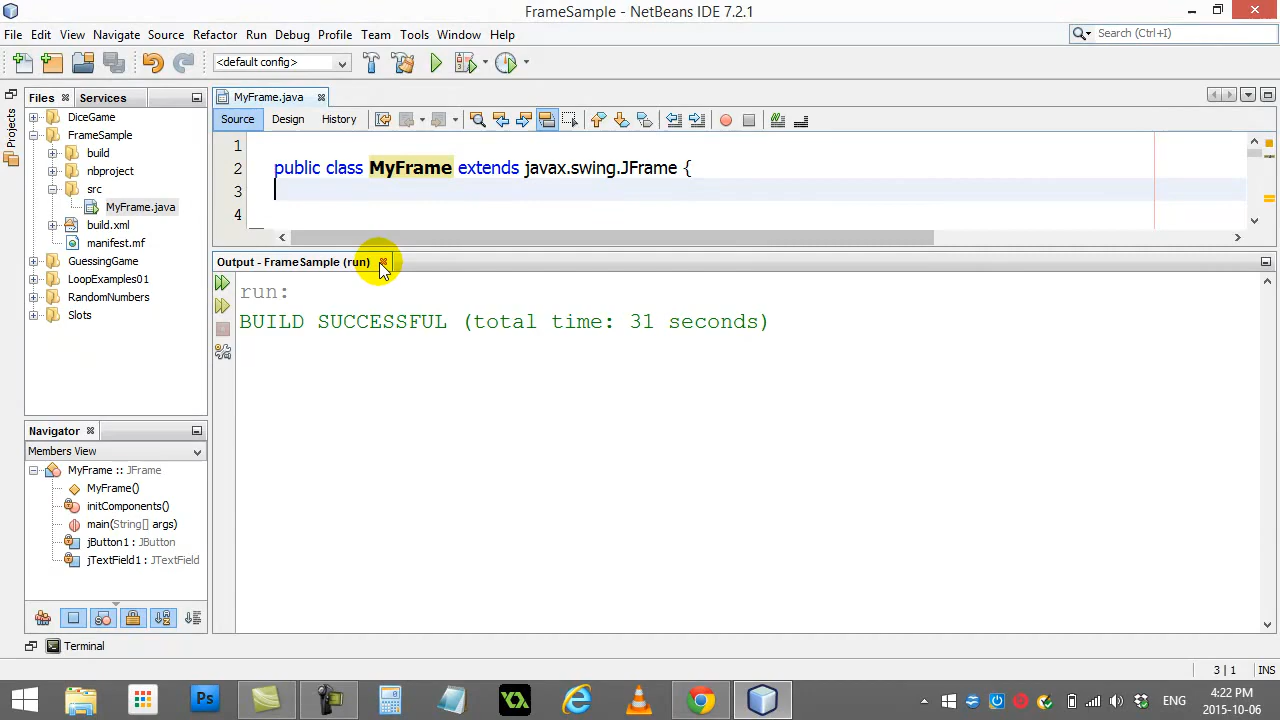 FrameSample - NetBeans IDE 7.2.1
File Edit View Navigate Source Refactor Run Debug Profile Team Tools Window Help
Search (Ctrl+I)
<default config>
Projects
Files Services
MyFrame.java
Source Design History
DiceGame
FrameSample
build
nbproject
src
MyFrame.java
build.xml
manifest.mf
GuessingGame
LoopExamples01
RandomNumbers
Slots
1
2 public class MyFrame extends javax.swing.JFrame {
3
4
Output - FrameSample (run)
run:
BUILD SUCCESSFUL (total time: 31 seconds)
Navigator
Members View
MyFrame :: JFrame
MyFrame()
initComponents()
main(String[] args)
jButton1 : JButton
jTextField1 : JTextField
Terminal
3 | 1 INS
Ps
ENG
4:22 PM
2015-10-06